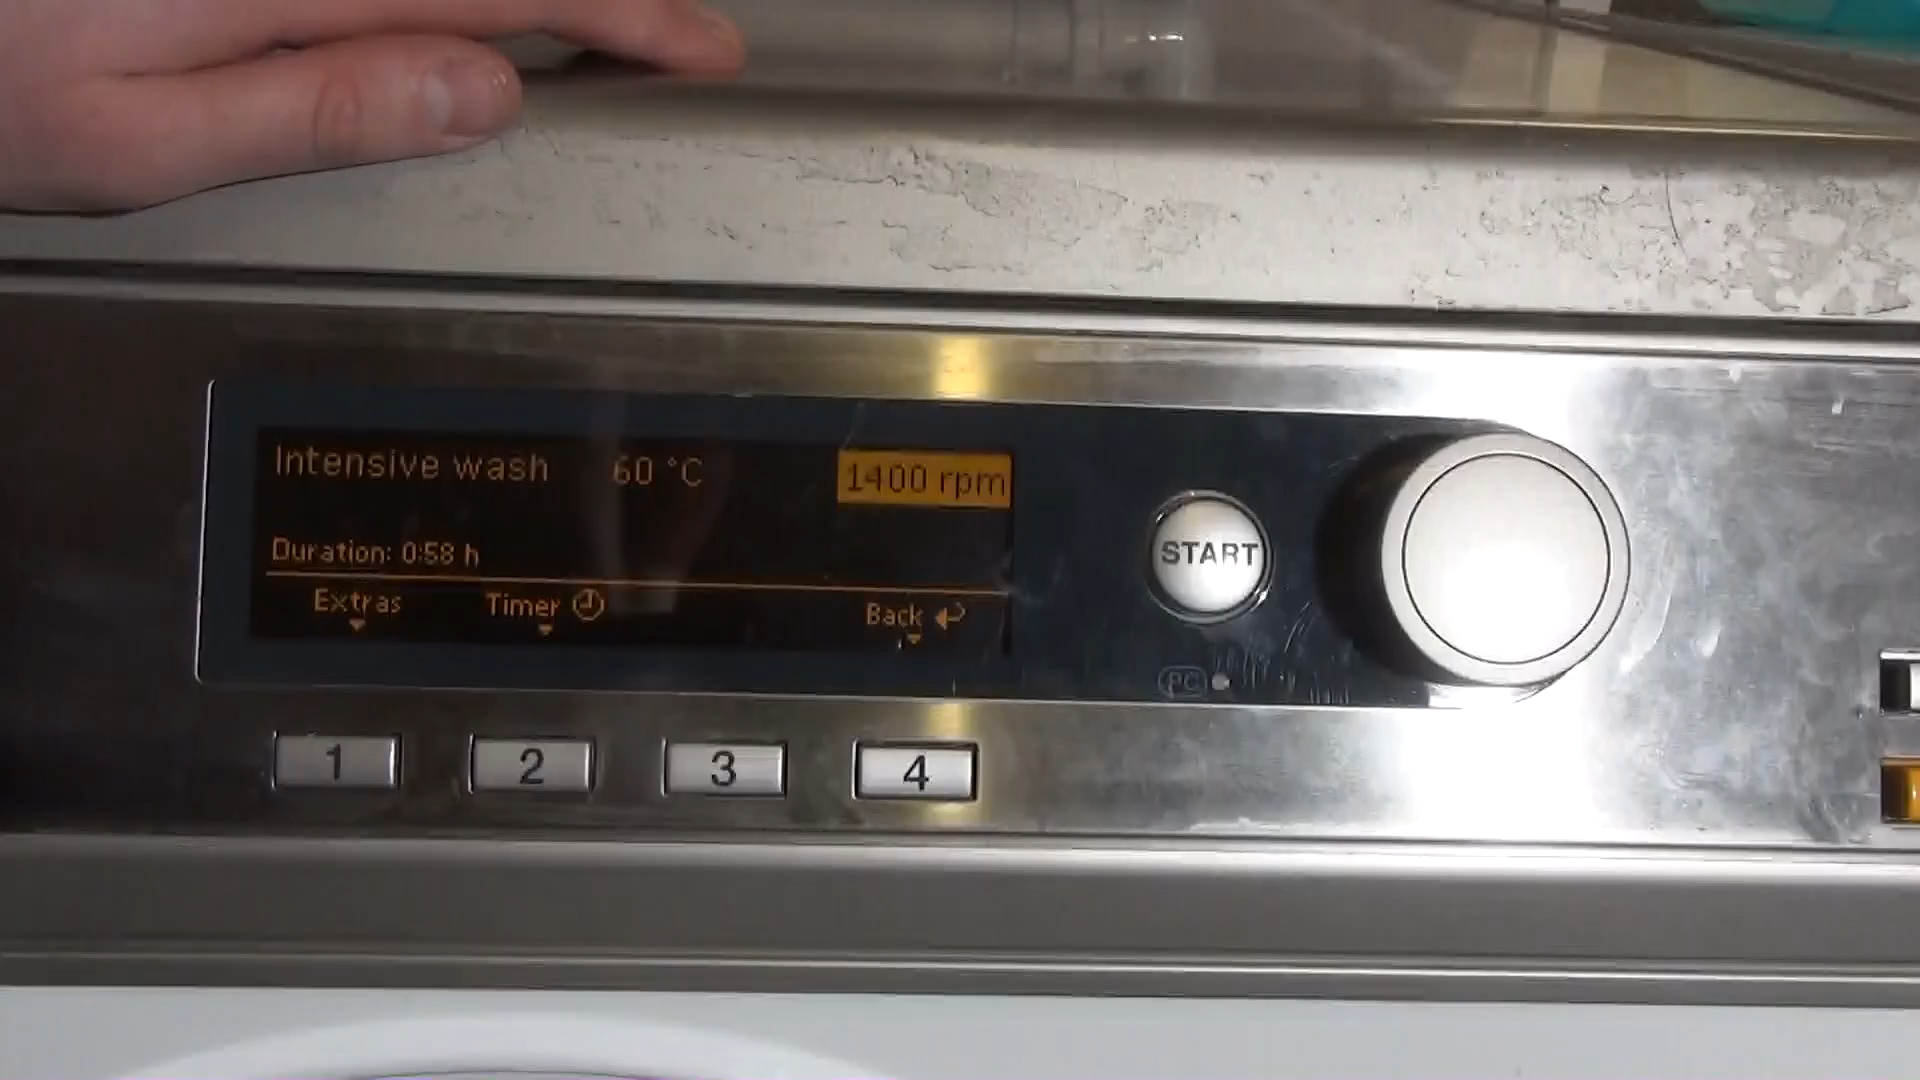 Intensive wash 60 °C 1400 rpm
Duration: 0:58 h
Extras Timer Back
START
PC
1 2 3 4